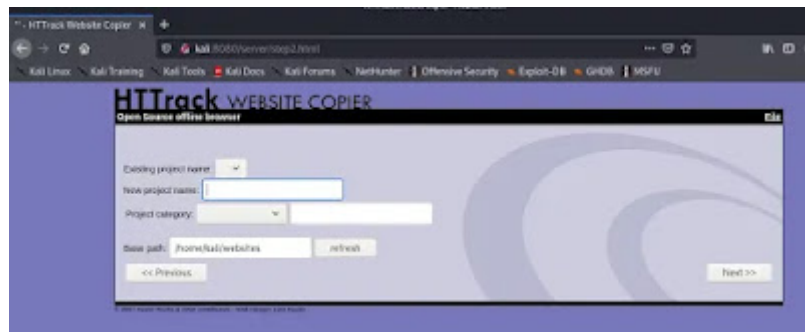 - HTTrack Website Copier ×
kali:8080/server/step2.html
Kali Linux Kali Training Kali Tools Kali Docs Kali Forums NetHunter Offensive Security Exploit-DB GHDB MSFU
HTTrack WEBSITE COPIER
Open Source offline browser File
Existing project name:
New project name:
Project category:
Base path: /home/kali/websites refresh
<< Previous Next >>